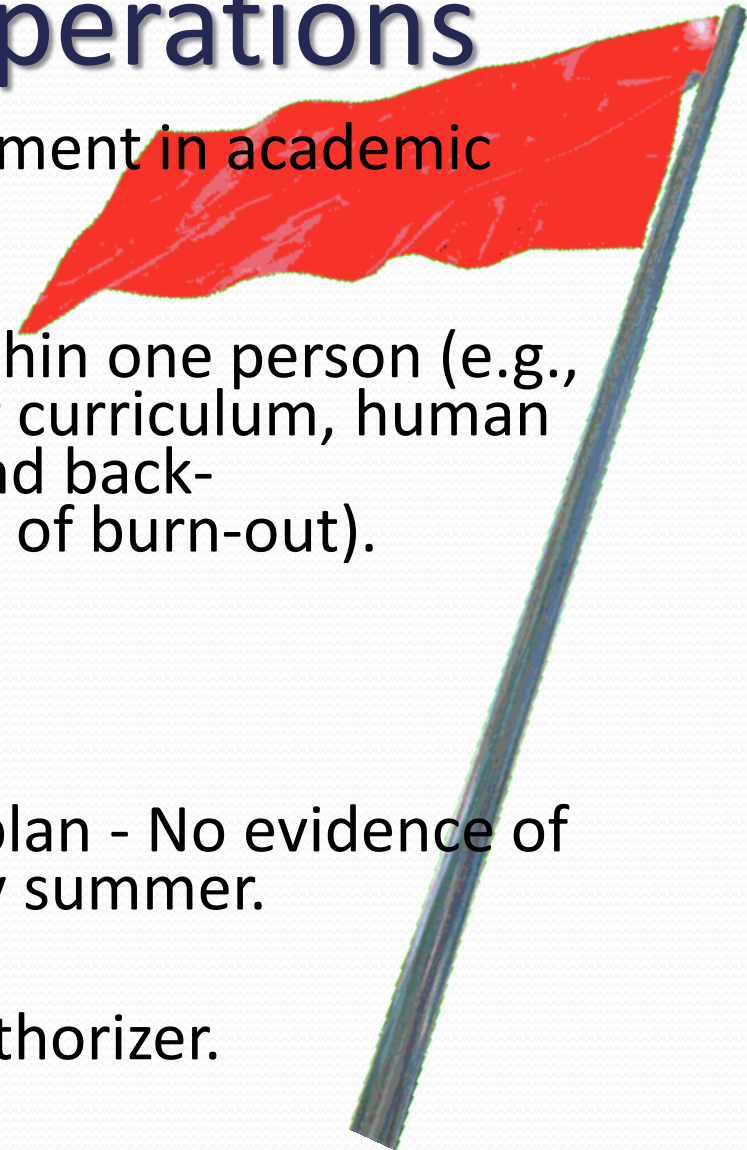 perations
ment in academic
hin one person (e.g.,
curriculum, human
nd back-
of burn-out).
plan - No evidence of
y summer.
thorizer.